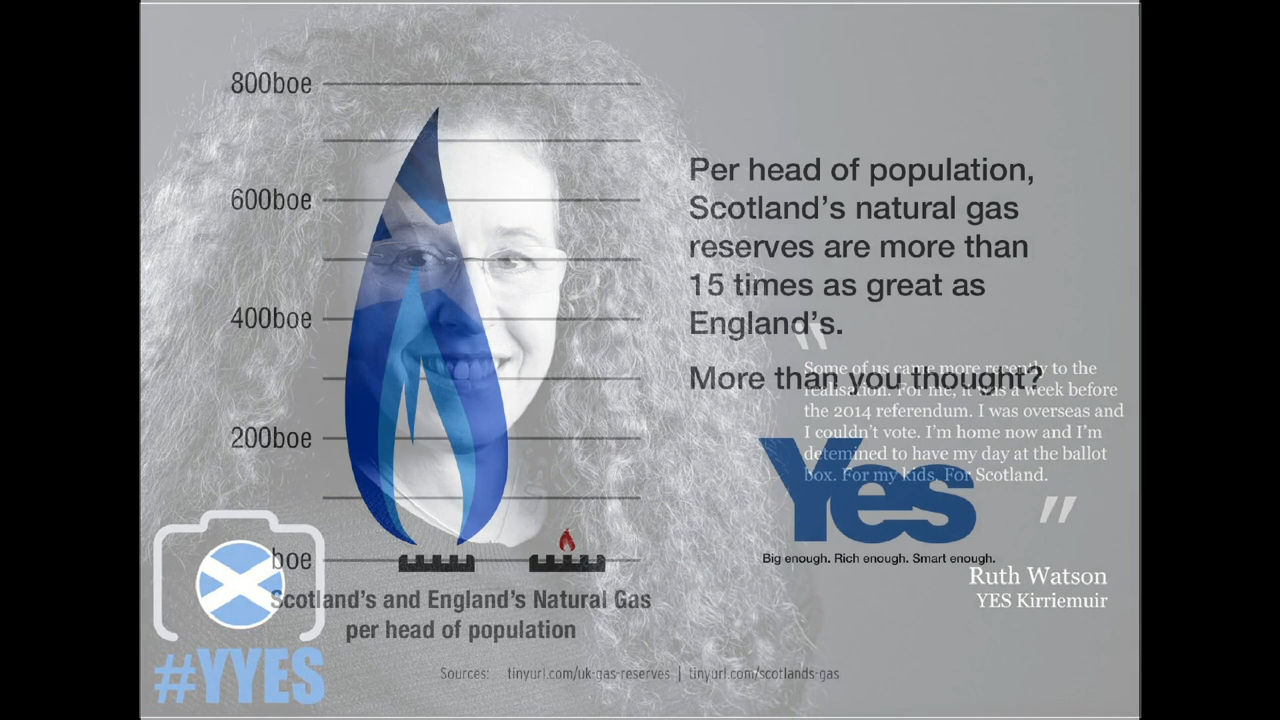 800boe
600boe
400boe
200boe
boe
Scotland's and England's Natural Gas
per head of population
Per head of population,
Scotland's natural gas
reserves are more than
15 times as great as
England's.
More than you thought?
"
Some of us came more recently to the
realisation. For me, it was a week before
the 2014 referendum. I was overseas and
I couldn't vote. I'm home now and I'm
detemined to have my day at the ballot
box. For my kids. For Scotland.
"
Yes
Big enough. Rich enough. Smart enough.
Ruth Watson
YES Kirriemuir
#YYES
Sources: tinyurl.com/uk-gas-reserves | tinyurl.com/scotlands-gas